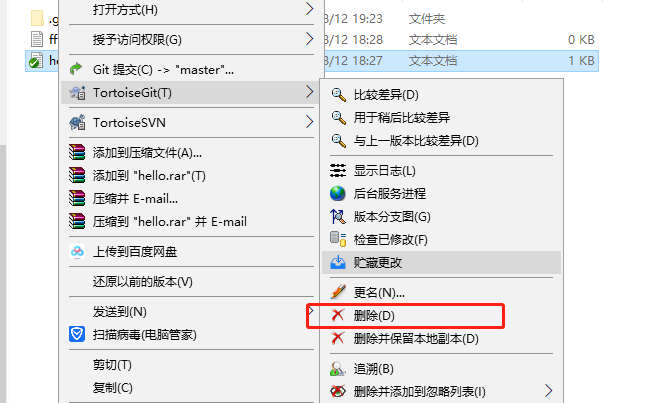 打开方式(H)
授予访问权限(G)
Git 提交(C) -> "master"...
TortoiseGit(T)
TortoiseSVN
添加到压缩文件(A)...
添加到 "hello.rar"(T)
压缩并 E-mail...
压缩到 "hello.rar" 并 E-mail
上传到百度网盘
还原以前的版本(V)
发送到(N)
扫描病毒(电脑管家)
剪切(T)
复制(C)
.g
ff
he
3/12 19:23 文件夹
3/12 18:28 文本文档 0 KB
3/12 18:27 文本文档 1 KB
比较差异(D)
用于稍后比较差异
与上一版本比较差异(D)
显示日志(L)
后台服务进程
版本分支图(G)
检查已修改(F)
贮藏更改
更名(N)...
删除(D)
删除并保留本地副本(D)
追溯(B)
删除并添加到忽略列表(I)